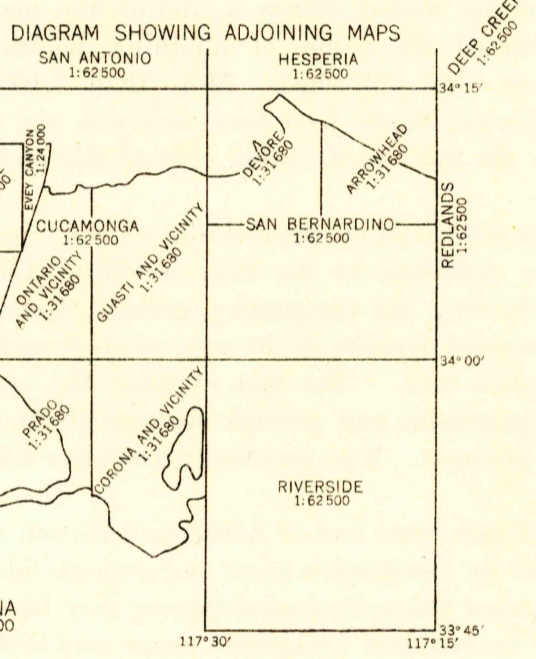 DIAGRAM SHOWING ADJOINING MAPS
DEEP CREEK
1:62500
SAN ANTONIO
1:62500
HESPERIA
1:62500
34°15'
EVEY CANYON
1:24000
DEVORE
1:31680
ARROWHEAD
1:31680
REDLANDS
1:62500
CUCAMONGA
1:62500
SAN BERNARDINO
1:62500
ONTARIO
AND VICINITY
1:31680
GUASTI AND VICINITY
1:31680
34°00'
PRADO
1:31680
CORONA AND VICINITY
1:31680
RIVERSIDE
1:62500
33°45'
117°30'
117°15'